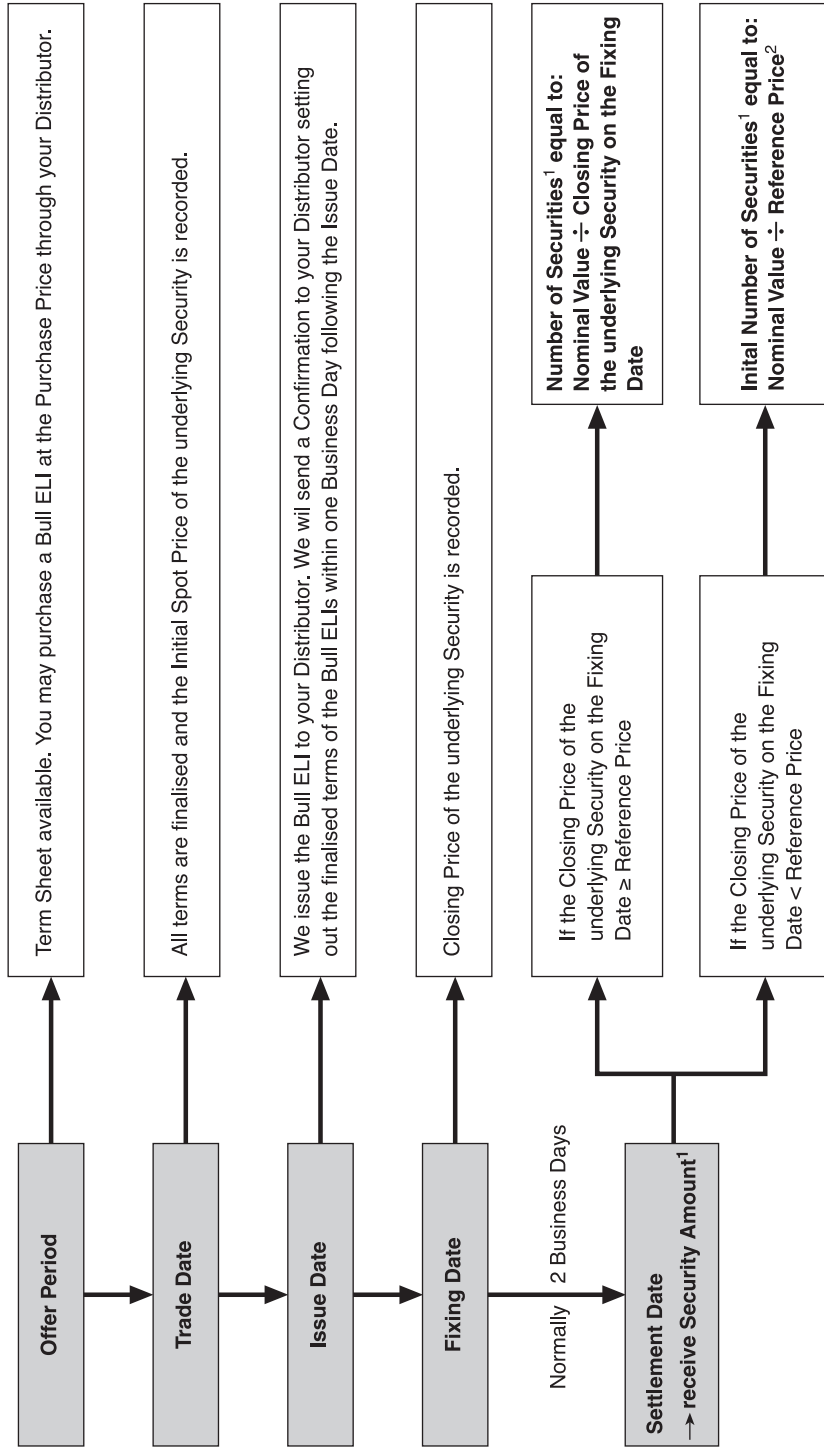 Offer Period
Term Sheet available. You may purchase a Bull ELI at the Purchase Price through your Distributor.
Trade Date
All terms are finalised and the Initial Spot Price of the underlying Security is recorded.
Issue Date
We issue the Bull ELI to your Distributor. We wil send a Confirmation to your Distributor setting
out the finalised terms of the Bull ELIs within one Business Day following the Issue Date.
Fixing Date
Closing Price of the underlying Security is recorded.
Normally 2 Business Days
Settlement Date
→ receive Security Amount¹
If the Closing Price of the
underlying Security on the Fixing
Date ≥ Reference Price
Number of Securities¹ equal to:
Nominal Value ÷ Closing Price of
the underlying Security on the Fixing
Date
If the Closing Price of the
underlying Security on the Fixing
Date < Reference Price
Inital Number of Securities¹ equal to:
Nominal Value ÷ Reference Price²